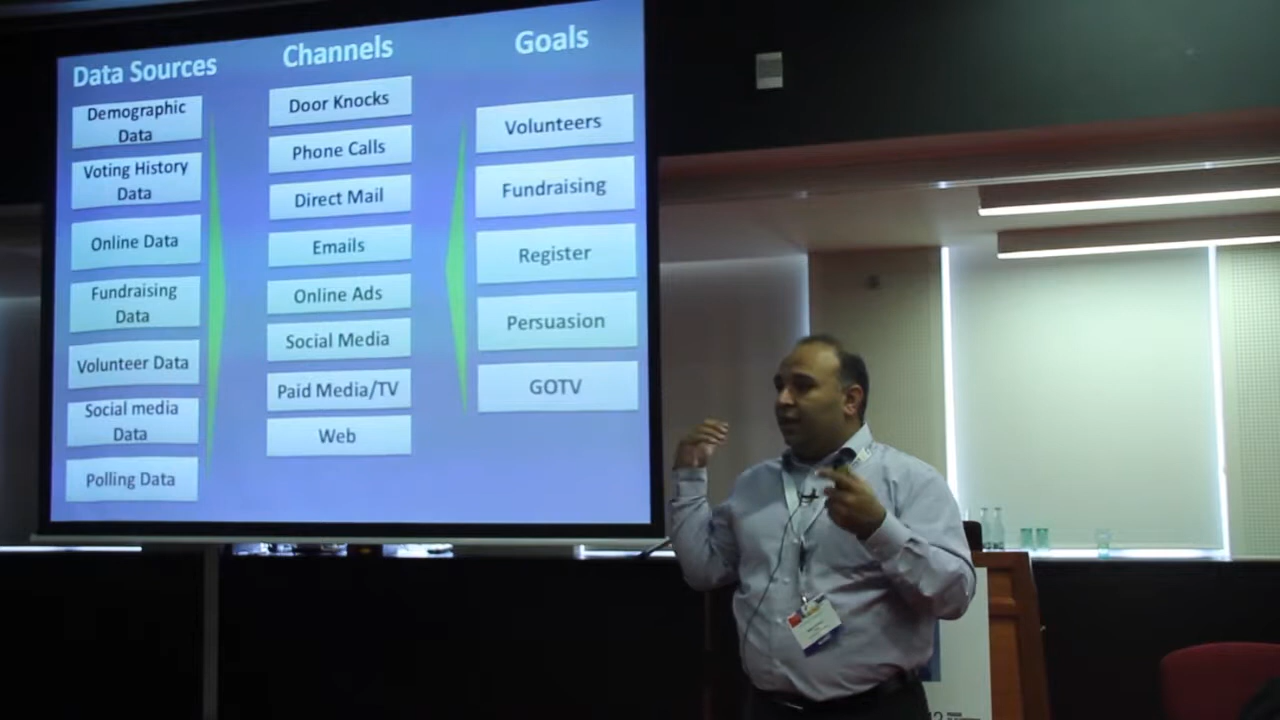 Data Sources
Demographic
Data
Voting History
Data
Online Data
Fundraising
Data
Volunteer Data
Social media
Data
Polling Data
Channels
Door Knocks
Phone Calls
Direct Mail
Emails
Online Ads
Social Media
Paid Media/TV
Web
Goals
Volunteers
Fundraising
Register
Persuasion
GOTV